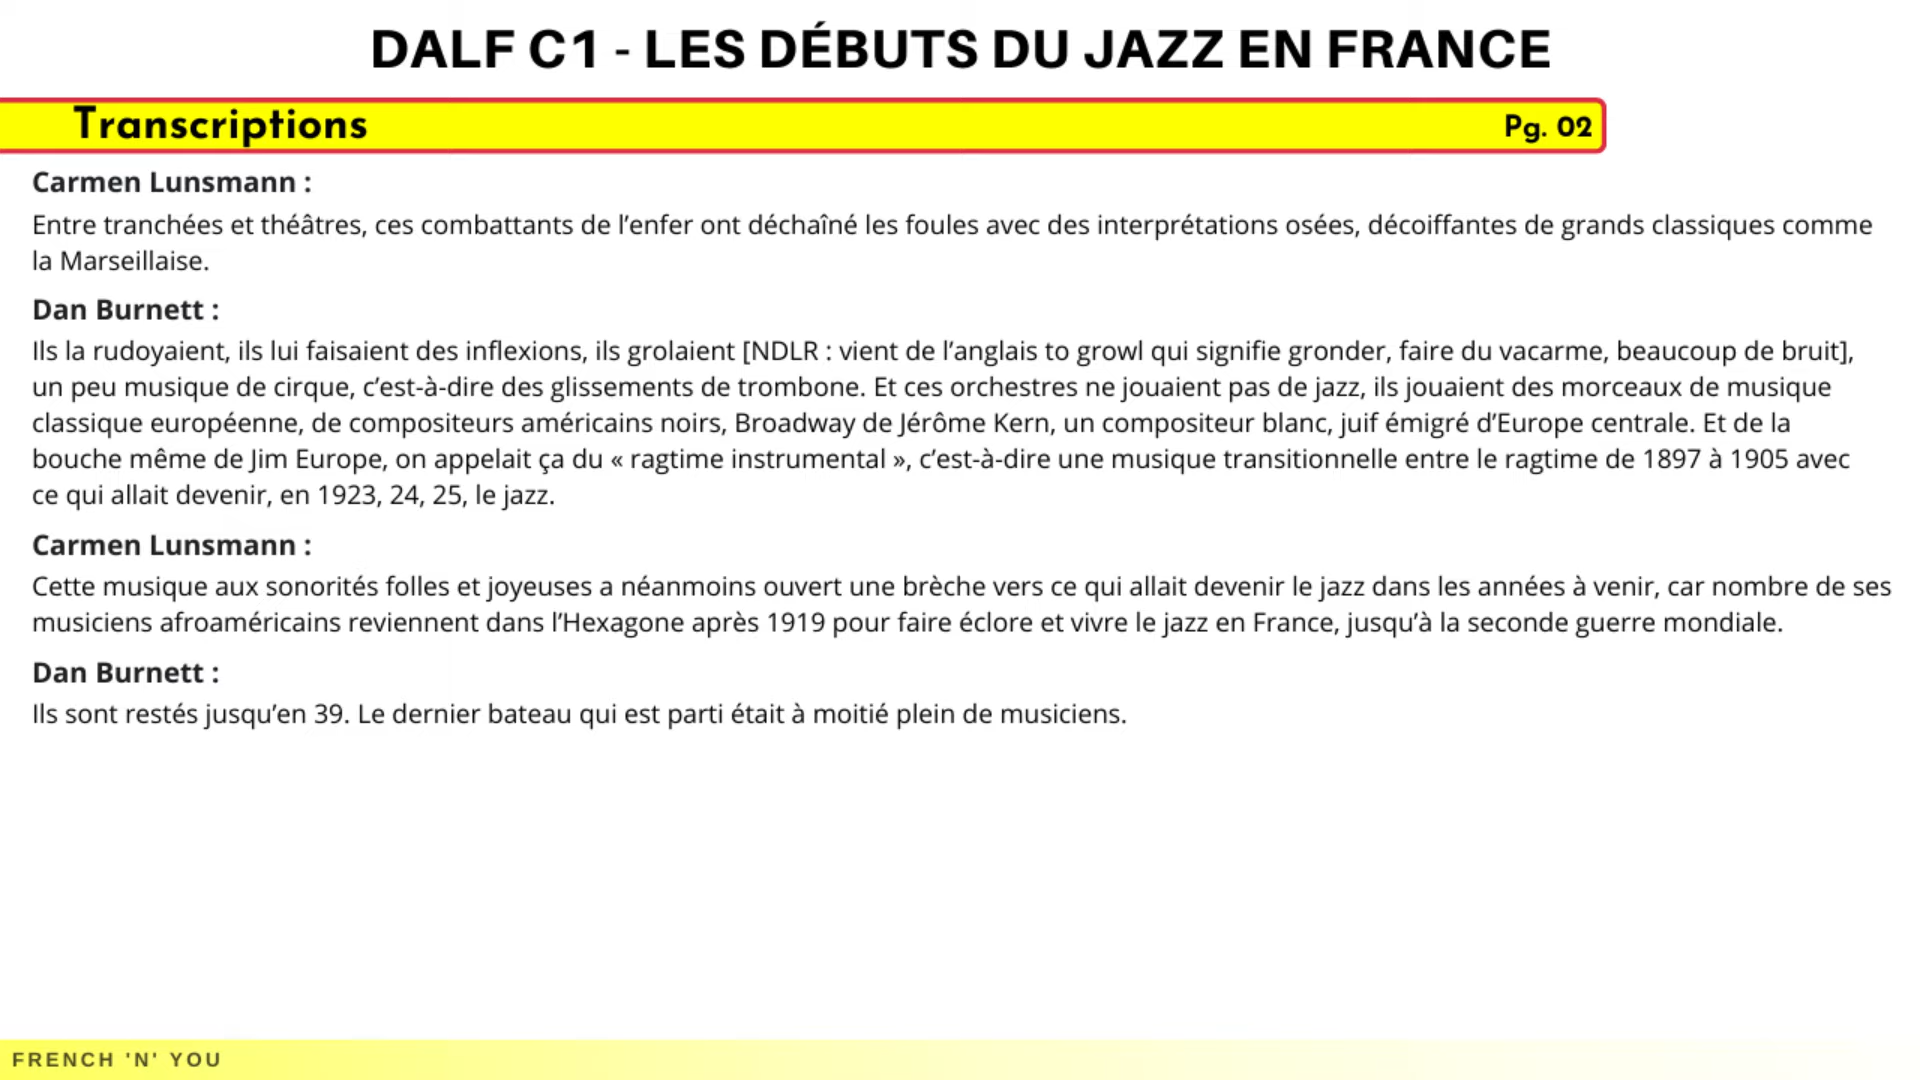 DALF C1 - LES DÉBUTS DU JAZZ EN FRANCE
Transcriptions
Pg. 02
Carmen Lunsmann :
Entre tranchées et théâtres, ces combattants de l’enfer ont déchaîné les foules avec des interprétations osées, décoiffantes de grands classiques comme
la Marseillaise.
Dan Burnett :
Ils la rudoyaient, ils lui faisaient des inflexions, ils grolaient [NDLR : vient de l’anglais to growl qui signifie gronder, faire du vacarme, beaucoup de bruit],
un peu musique de cirque, c’est-à-dire des glissements de trombone. Et ces orchestres ne jouaient pas de jazz, ils jouaient des morceaux de musique
classique européenne, de compositeurs américains noirs, Broadway de Jérôme Kern, un compositeur blanc, juif émigré d’Europe centrale. Et de la
bouche même de Jim Europe, on appelait ça du « ragtime instrumental », c’est-à-dire une musique transitionnelle entre le ragtime de 1897 à 1905 avec
ce qui allait devenir, en 1923, 24, 25, le jazz.
Carmen Lunsmann :
Cette musique aux sonorités folles et joyeuses a néanmoins ouvert une brèche vers ce qui allait devenir le jazz dans les années à venir, car nombre de ses
musiciens afroaméricains reviennent dans l’Hexagone après 1919 pour faire éclore et vivre le jazz en France, jusqu’à la seconde guerre mondiale.
Dan Burnett :
Ils sont restés jusqu’en 39. Le dernier bateau qui est parti était à moitié plein de musiciens.
FRENCH 'N' YOU